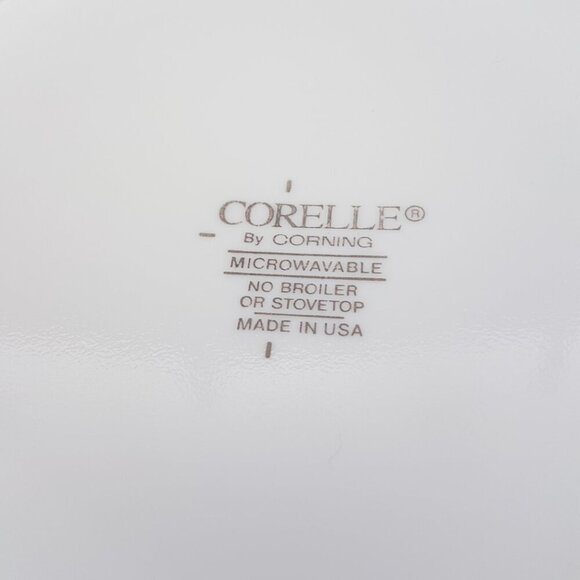 CORELLE®
By CORNING
MICROWAVABLE
NO BROILER
OR STOVETOP
MADE IN USA